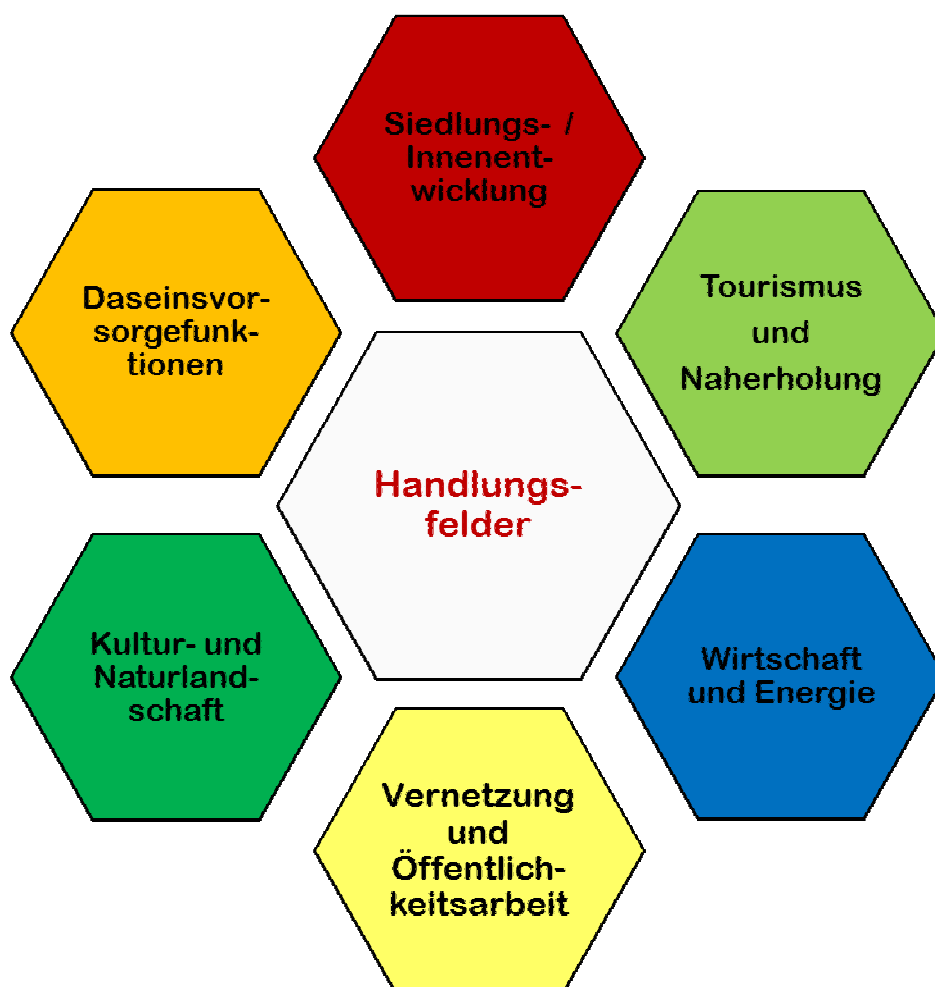 Siedlungs- /
Innenent-
wicklung
Tourismus
und
Naherholung
Daseinsvor-
sorgefunk-
tionen
Handlungs-
felder
Wirtschaft
und Energie
Kultur- und
Naturland-
schaft
Vernetzung
und
Öffentlich-
keitsarbeit